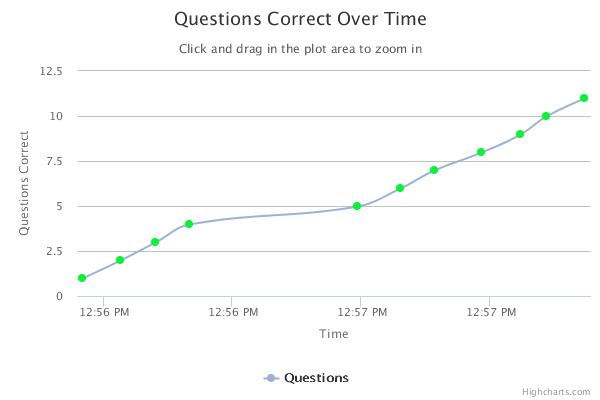 Questions Correct Over Time
Click and drag in the plot area to zoom in
12.5
10
7.5
5
2.5
0
Questions Correct
12:56 PM 12:56 PM 12:57 PM 12:57 PM
Time
Questions
Highcharts.com